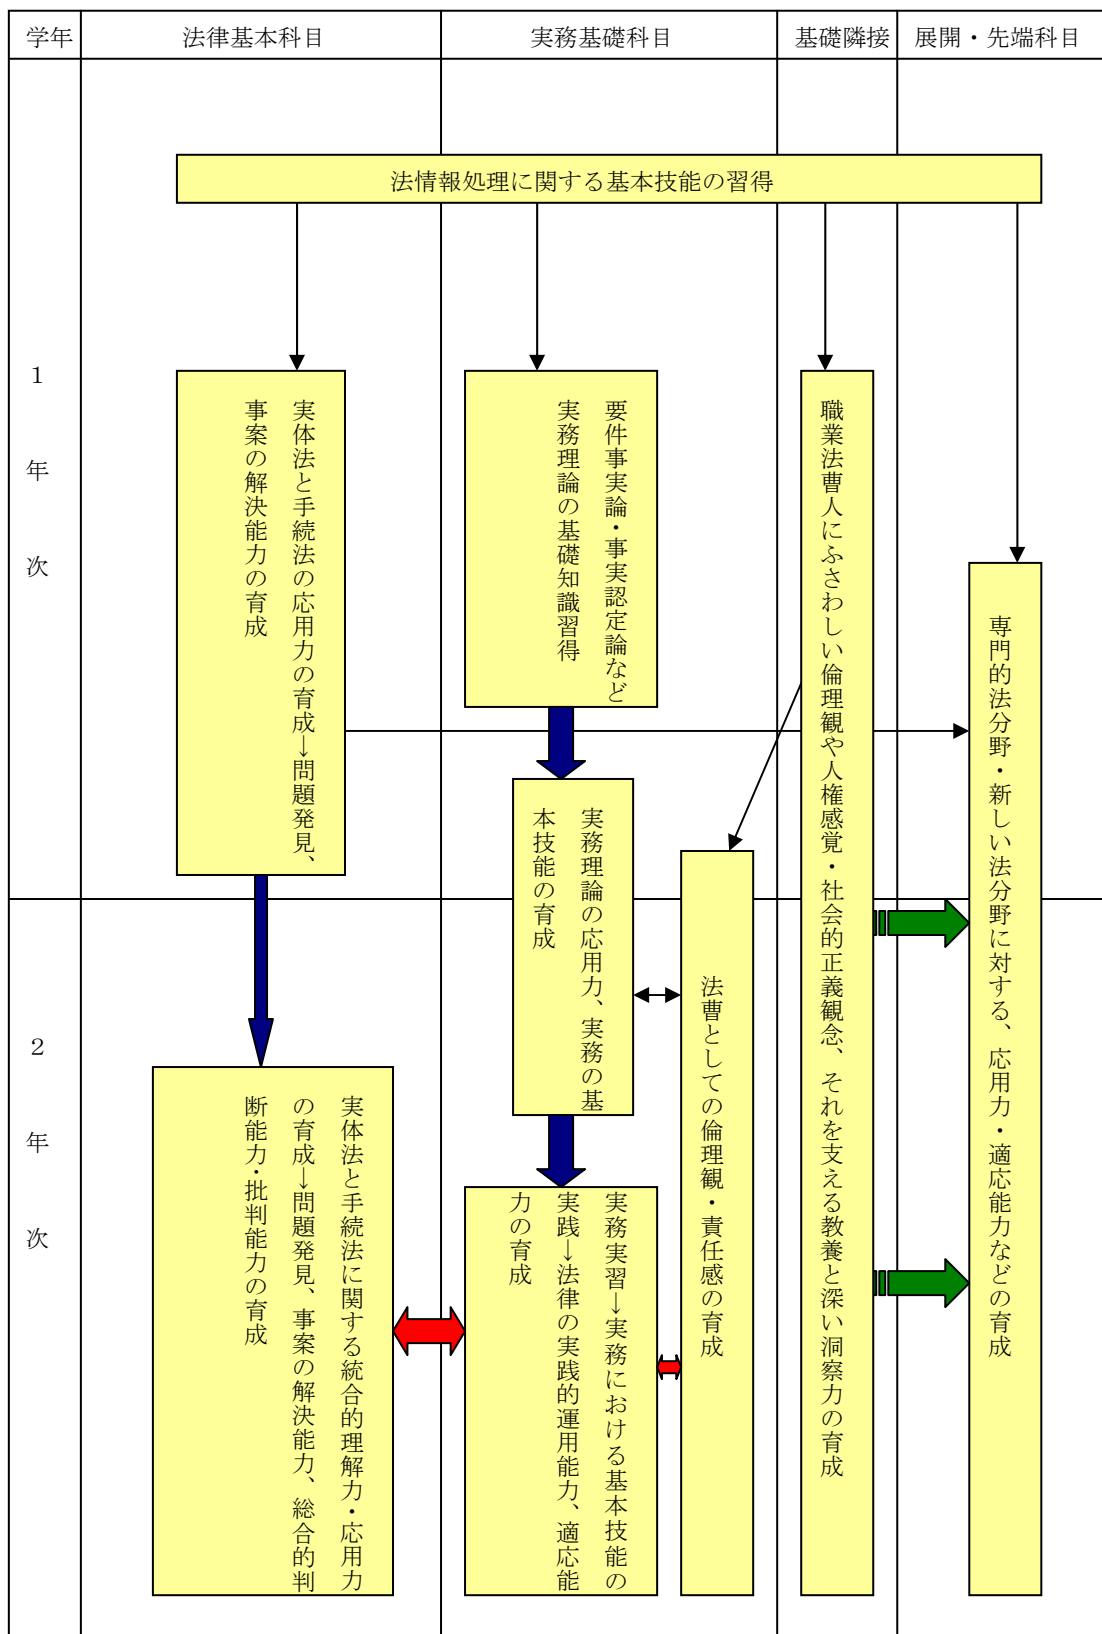 学年
法律基本科目
実務基礎科目
基礎隣接
展開・先端科目
法情報処理に関する基本技能の習得
1年次
実体法と手続法の応用力の育成→問題発見、
事案の解決能力の育成
要件事実論・事実認定論など
実務理論の基礎知識習得
職業法曹人にふさわしい倫理観や人権感覚・社会的正義観念、それを支える教養と深い洞察力の育成
専門的法分野・新しい法分野に対する、応用力・適応能力などの育成
実務理論の応用力、実務の基
本技能の育成
法曹としての倫理観・責任感の育成
2年次
実体法と手続法に関する統合的理解力・応用力
の育成→問題発見、事案の解決能力、総合的判
断能力・批判能力の育成
実務実習→実務における基本技能の
実践→法律の実践的運用能力、適応能
力の育成